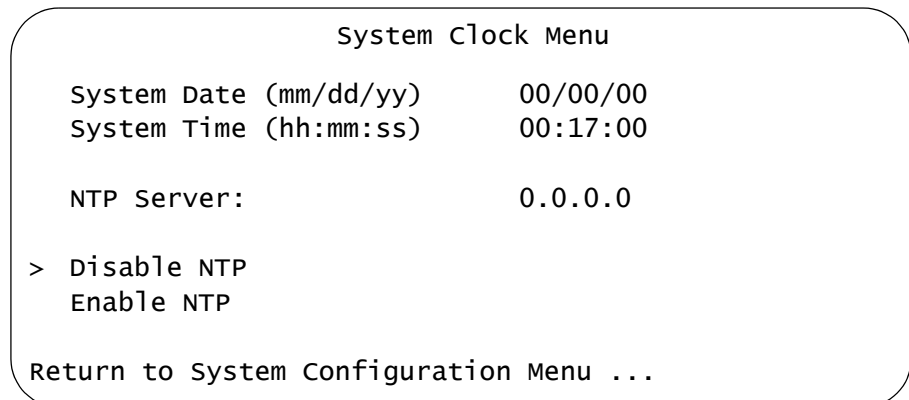 System Clock Menu
System Date (mm/dd/yy) 00/00/00
System Time (hh:mm:ss) 00:17:00
NTP Server: 0.0.0.0
> Disable NTP
Enable NTP
Return to System Configuration Menu ...